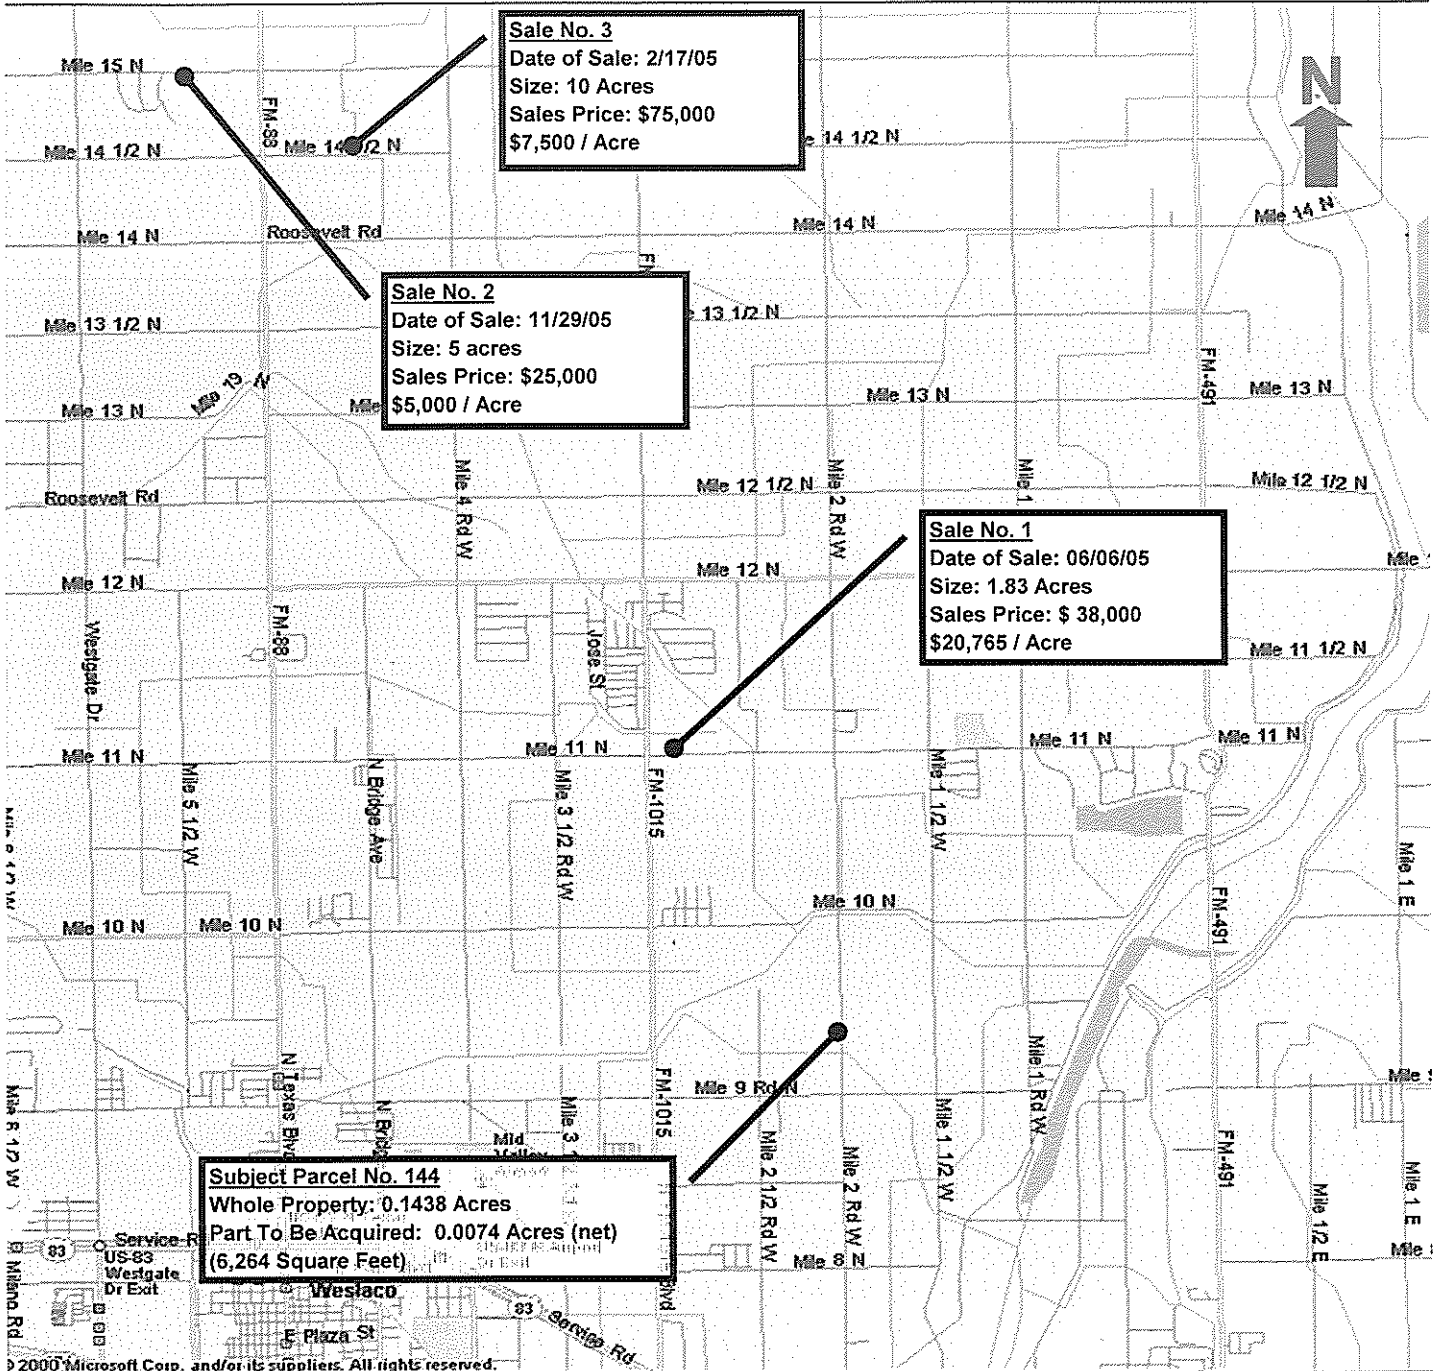 Sale No. 3
Date of Sale: 2/17/05
Size: 10 Acres
Sales Price: $75,000
$7,500 / Acre
N
Mile 15 N
FM-88
Mile 14 1/2 N
Mile 14 1/2 N
14 1/2 N
Mile 14 N
Roosevelt Rd
Mile 14 N
Mile 14 N
Sale No. 2
Date of Sale: 11/29/05
Size: 5 acres
Sales Price: $25,000
$5,000 / Acre
Mile 13 1/2 N
13 1/2 N
FM-491
Mile 13 N
Mile
Mile 13 N
Mile 13 N
Mile 4 Rd W
Mile 2 Rd W
Mile 1
Roosevelt Rd
Mile 12 1/2 N
Mile 12 1/2 N
Sale No. 1
Date of Sale: 06/06/05
Size: 1.83 Acres
Sales Price: $ 38,000
$20,765 / Acre
Mile 12 N
Mile 12 N
Westgate Dr
FM-88
Jose St
Mile 11 1/2 N
Mile 11 N
Mile 11 N
Mile 11 N
Mile 11 N
Mile 5 1/2 W
N Bridge Ave
Mile 3 1/2 Rd W
FM-1015
Mile 1 1/2 W
Mile 1 E
Mile 10 N
Mile 10 N
Mile 10 N
FM-491
Mile 9 Rd N
N Texas Blvd
FM-1015
Mile 1 Rd W
Mile 6 1/2 W
Mile 3
Mid
Mile 2 1/2 Rd W
Mile 2 Rd W
Mile 1 1/2 W
FM-491
Mile 1/2 E
Mile 1 E
Subject Parcel No. 144
Whole Property: 0.1438 Acres
Part To Be Acquired: 0.0074 Acres (net)
(6,264 Square Feet)
Mile 8 N
83
US-83
Westgate
Dr Exit
Milano Rd
Weslaco
83
Service Rd
E Plaza St
© 2000 Microsoft Corp. and/or its suppliers. All rights reserved.